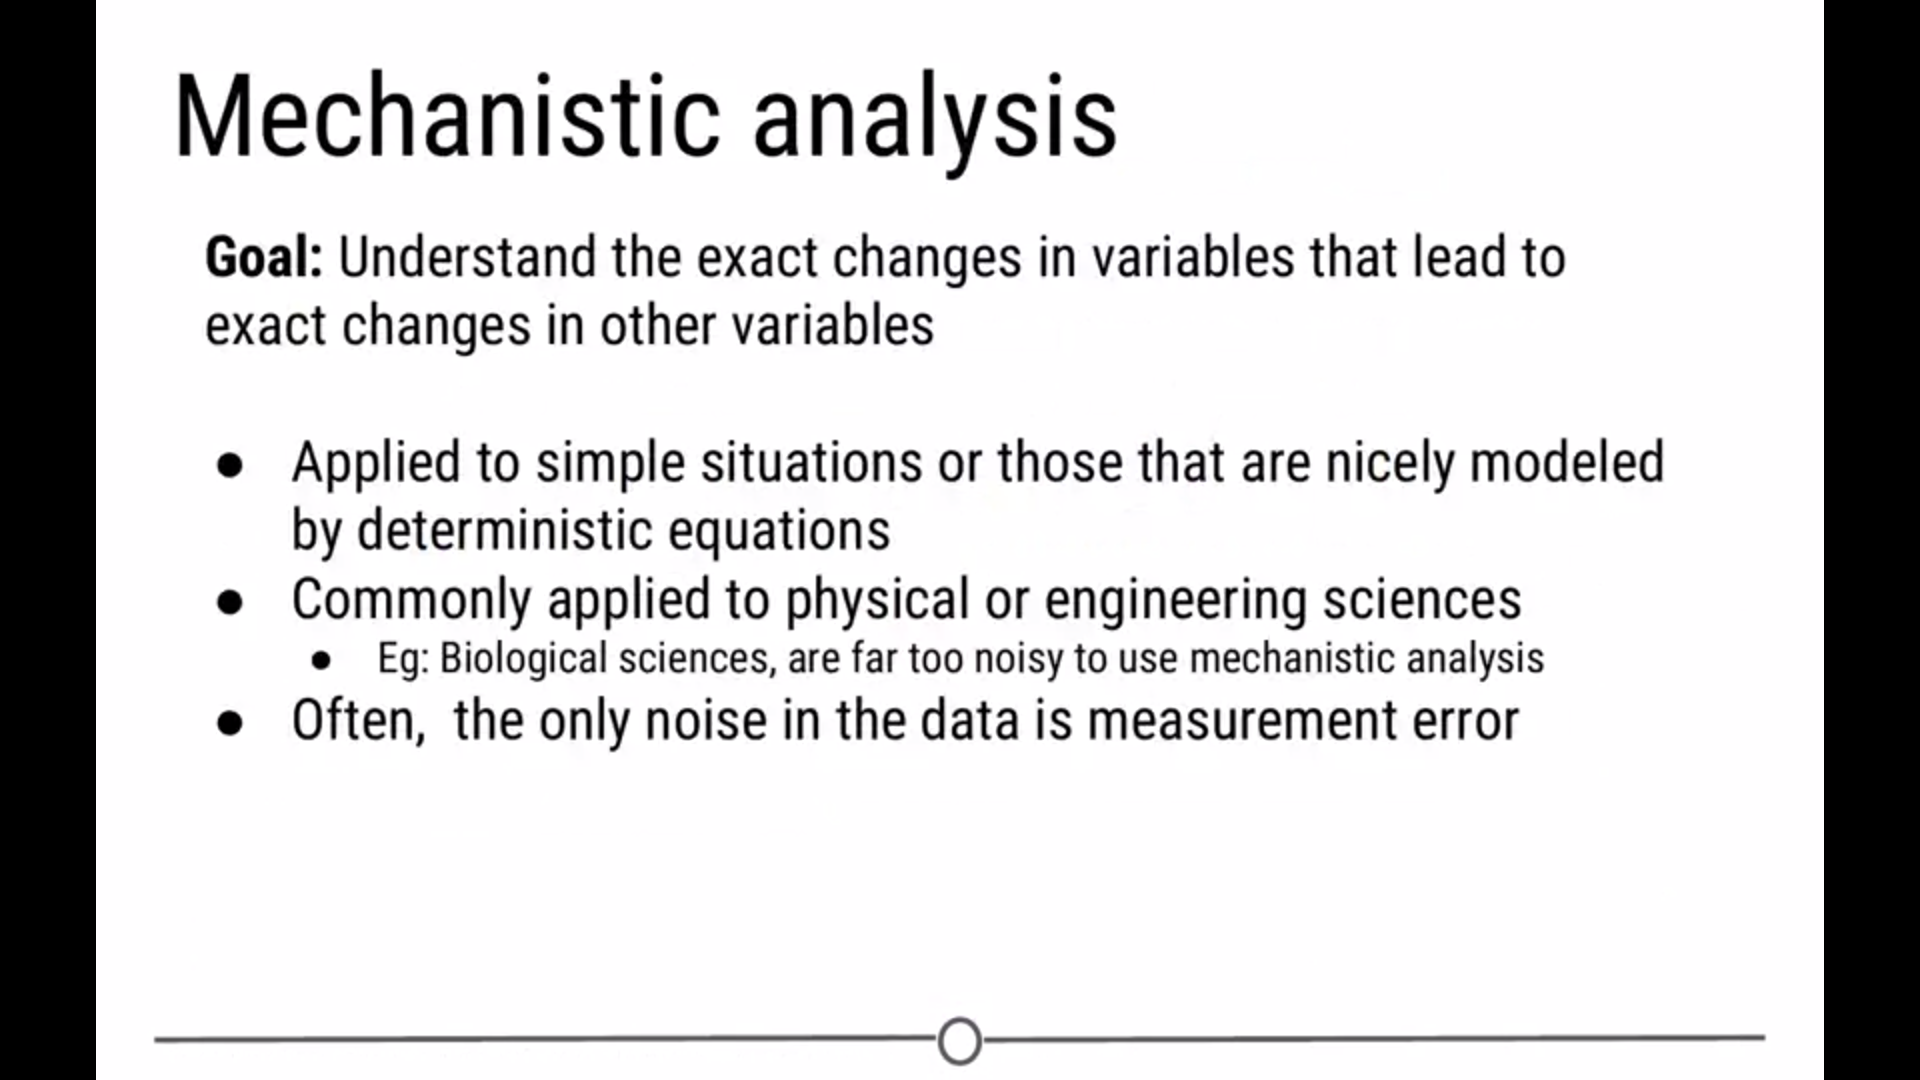 Mechanistic analysis
Goal: Understand the exact changes in variables that lead to
exact changes in other variables
● Applied to simple situations or those that are nicely modeled
by deterministic equations
● Commonly applied to physical or engineering sciences
● Eg: Biological sciences, are far too noisy to use mechanistic analysis
● Often,  the only noise in the data is measurement error